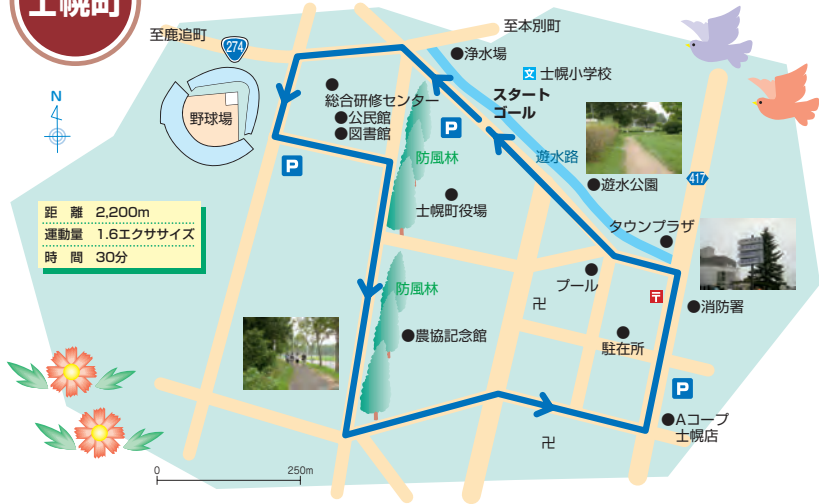 士幌町
至鹿追町
274
至本別町
浄水場
文 士幌小学校
スタート
ゴール
N
野球場
総合研修センター
公民館
図書館
P
P
防風林
遊水路
遊水公園
417
士幌町役場
タウンプラザ
距 離 2,200m
運動量 1.6エクササイズ
時 間 30分
プール
防風林
卍
〒
消防署
農協記念館
駐在所
P
Aコープ
士幌店
卍
0 250m